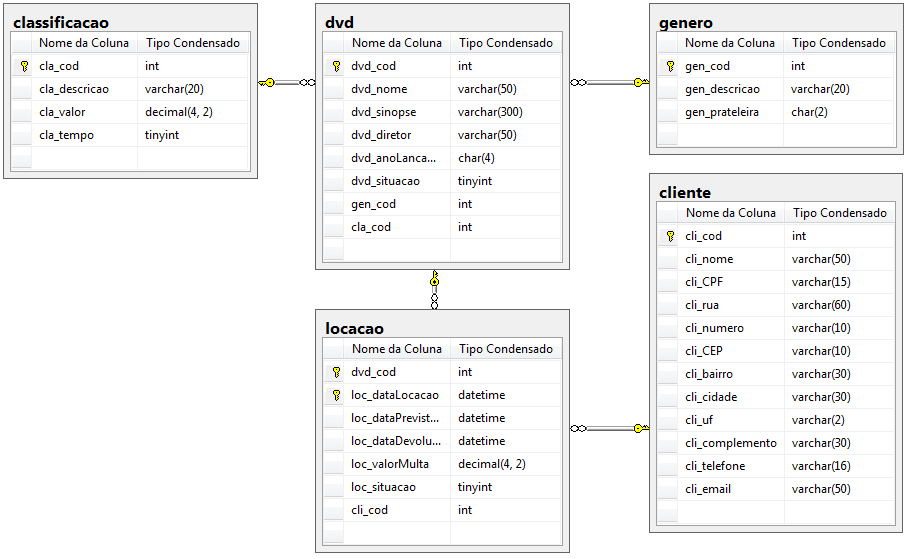 classificacao
Nome da Coluna Tipo Condensado
cla_cod int
cla_descricao varchar(20)
cla_valor decimal(4, 2)
cla_tempo tinyint
dvd
Nome da Coluna Tipo Condensado
dvd_cod int
dvd_nome varchar(50)
dvd_sinopse varchar(300)
dvd_diretor varchar(50)
dvd_anoLanca... char(4)
dvd_situacao tinyint
gen_cod int
cla_cod int
genero
Nome da Coluna Tipo Condensado
gen_cod int
gen_descricao varchar(20)
gen_prateleira char(2)
cliente
Nome da Coluna Tipo Condensado
cli_cod int
cli_nome varchar(50)
cli_CPF varchar(15)
cli_rua varchar(60)
cli_numero varchar(10)
cli_CEP varchar(10)
cli_bairro varchar(30)
cli_cidade varchar(30)
cli_uf varchar(2)
cli_complemento varchar(30)
cli_telefone varchar(16)
cli_email varchar(50)
locacao
Nome da Coluna Tipo Condensado
dvd_cod int
loc_dataLocacao datetime
loc_dataPrevist... datetime
loc_dataDevolu... datetime
loc_valorMulta decimal(4, 2)
loc_situacao tinyint
cli_cod int